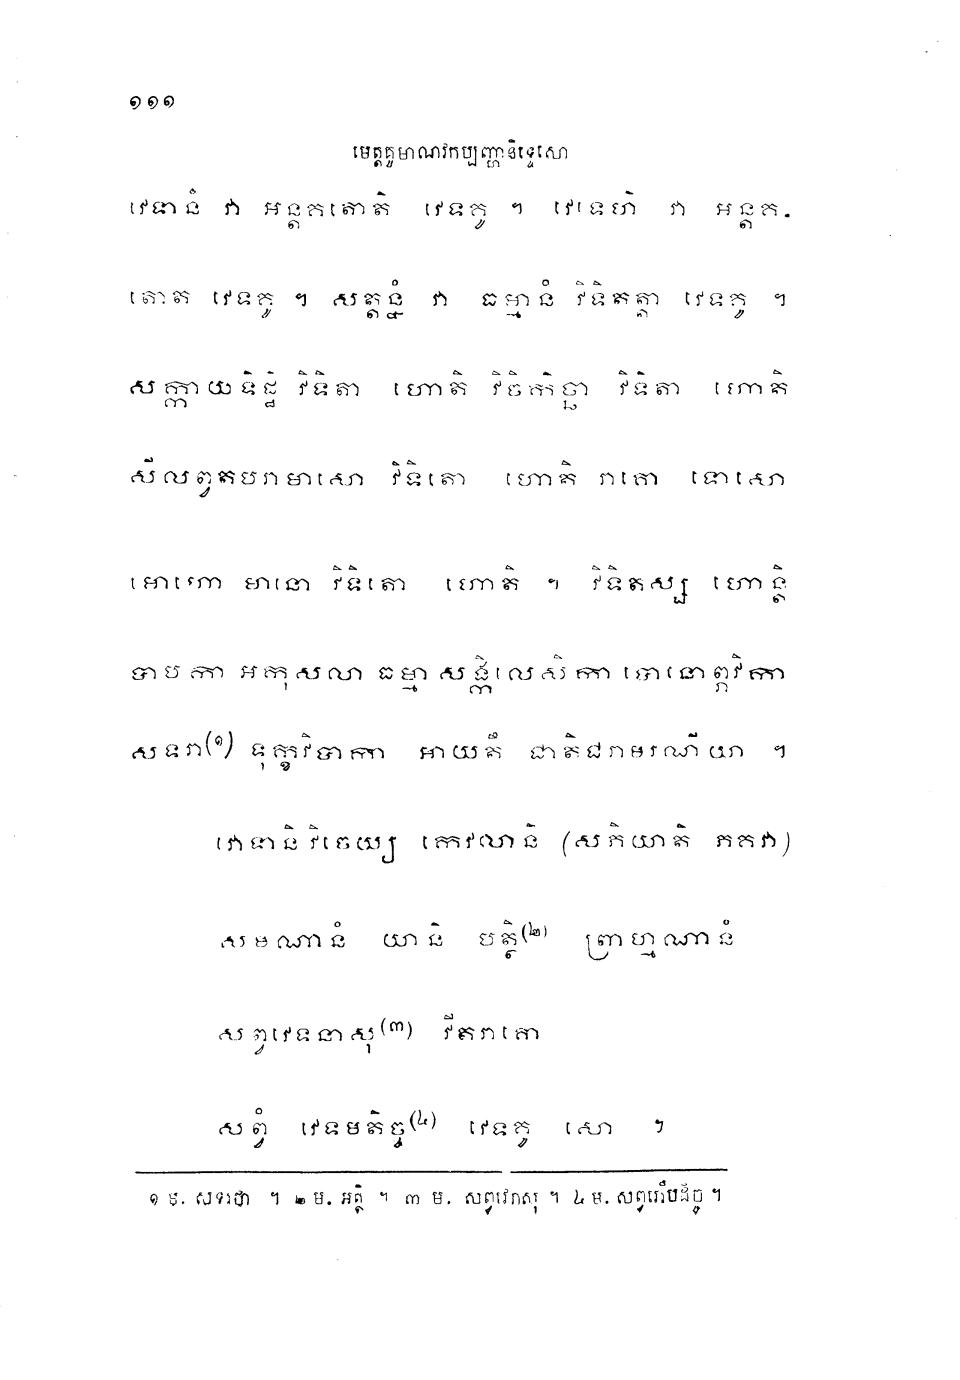 ១១១
មេត្តគូមាណវកប្បញ្ហានិទ្ទេសោ
វេទានំ វា អន្តគតោតិ វេទគូ ។ វេទេហិ វា អន្តគ-
តោតិ វេទគូ ។ សត្តន្នំ វា ធម្មានំ វិទិតត្តា វេទគូ ។
សក្កាយទិដ្ឋិ វិទិតា ហោតិ វិចិកិច្ឆា វិទិតា ហោតិ
សីលព្វតបរាមាសោ វិទិតោ ហោតិ រាគោ ទោសោ
មោហោ មានោ វិទិតោ ហោតិ ។ វិទិតស្ស ហោន្តិ
បាបកា អកុសលា ធម្មា សង្កិលេសិកា បោនោព្ភវិកា
សទរា(១) ទុក្ខវិបាកា អាយតឹ ជាតិជរាមរណីយា ។
វេទានិ វិចេយ្យ កេវលានិ (សភិយាតិ ភគវា)
សមណានំ យានិ បត្ថិ(២) ព្រាហ្មណានំ
សព្វវេទនាសុ(៣) វីតរាគោ
សព្វំ វេទមតិច្ច(៤) វេទគូ សោ ។
១ ម. សទរថា ។ ២ ម. អត្ថិ ។ ៣ ម. សព្វវេរាសុ ។ ៤ ម.